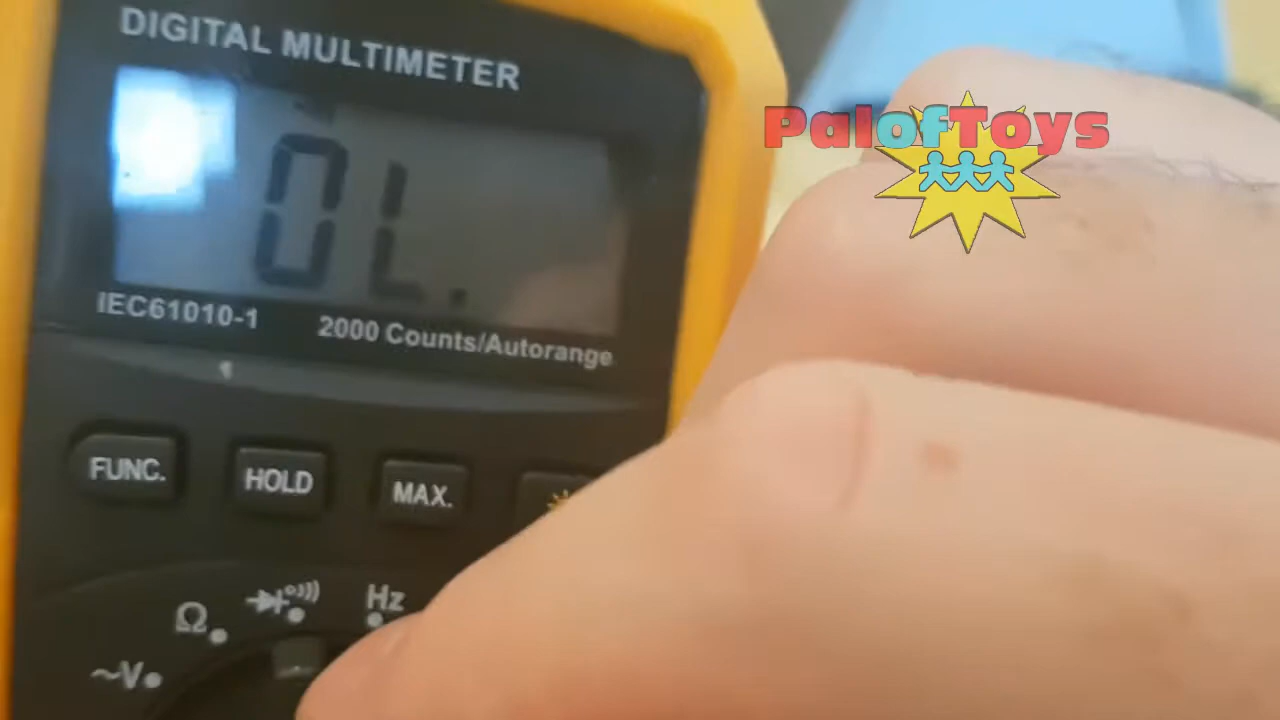 DIGITAL MULTIMETER
PalofToys
0L.
IEC61010-1 2000 Counts/Autorange
FUNC. HOLD MAX.
Hz
Ω
~V